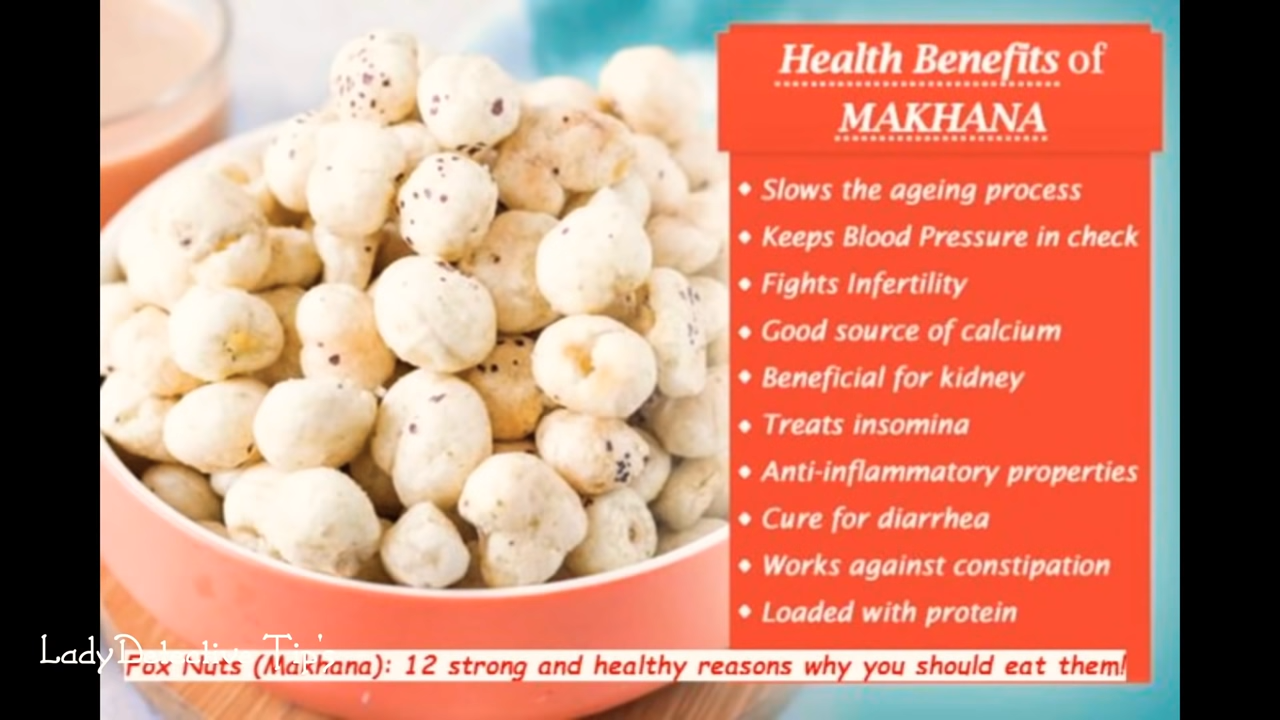 Health Benefits of
MAKHANA
• Slows the ageing process
• Keeps Blood Pressure in check
• Fights Infertility
• Good source of calcium
• Beneficial for kidney
• Treats insomina
• Anti-inflammatory properties
• Cure for diarrhea
• Works against constipation
• Loaded with protein
Fox Nuts (Makhana): 12 strong and healthy reasons why you should eat them!